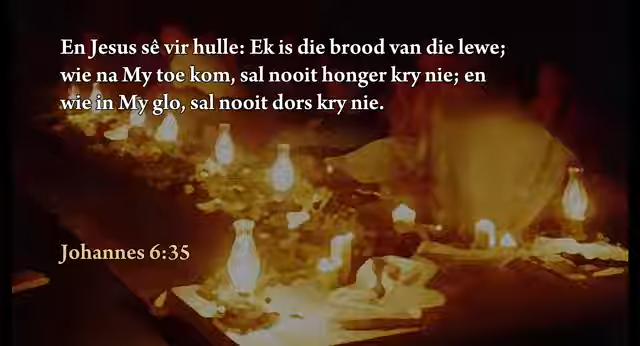 En Jesus sê vir hulle: Ek is die brood van die lewe;
wie na My toe kom, sal nooit honger kry nie; en
wie in My glo, sal nooit dors kry nie.
Johannes 6:35